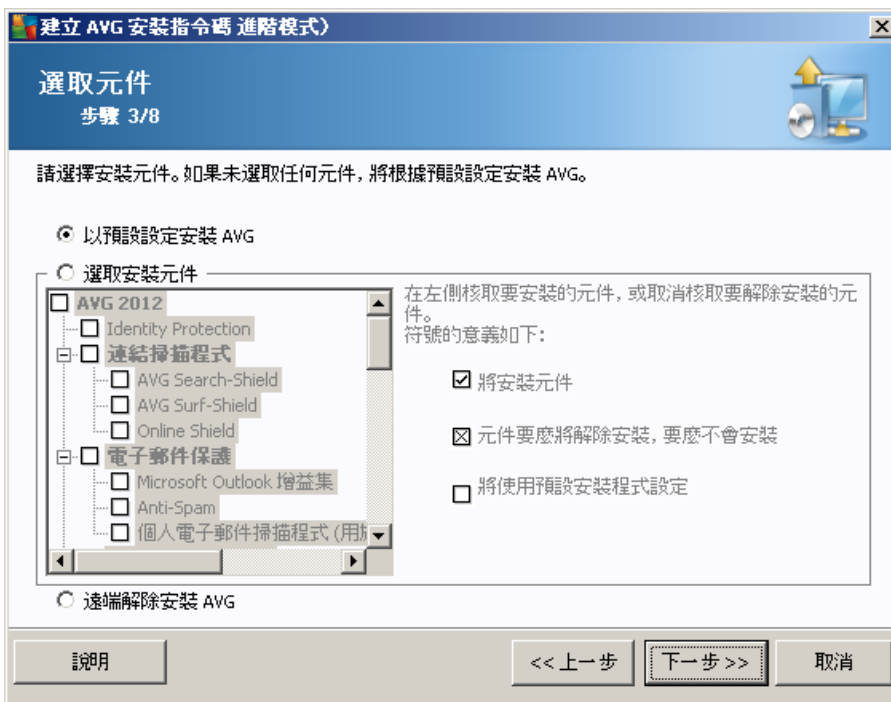 建立 AVG 安裝指令碼 進階模式)
選取元件
步驟 3/8
請選擇安裝元件。如果未選取任何元件, 將根據預設設定安裝 AVG。
以預設設定安裝 AVG
選取安裝元件
AVG 2012
Identity Protection
連結掃描程式
AVG Search-Shield
AVG Surf-Shield
Online Shield
電子郵件保護
Microsoft Outlook 增益集
Anti-Spam
個人電子郵件掃描程式 (用於
在左側核取要安裝的元件, 或取消核取要解除安裝的元
件。
符號的意義如下:
將安裝元件
元件要麼將解除安裝, 要麼不會安裝
將使用預設安裝程式設定
遠端解除安裝 AVG
說明
<< 上一步
下一步 >>
取消